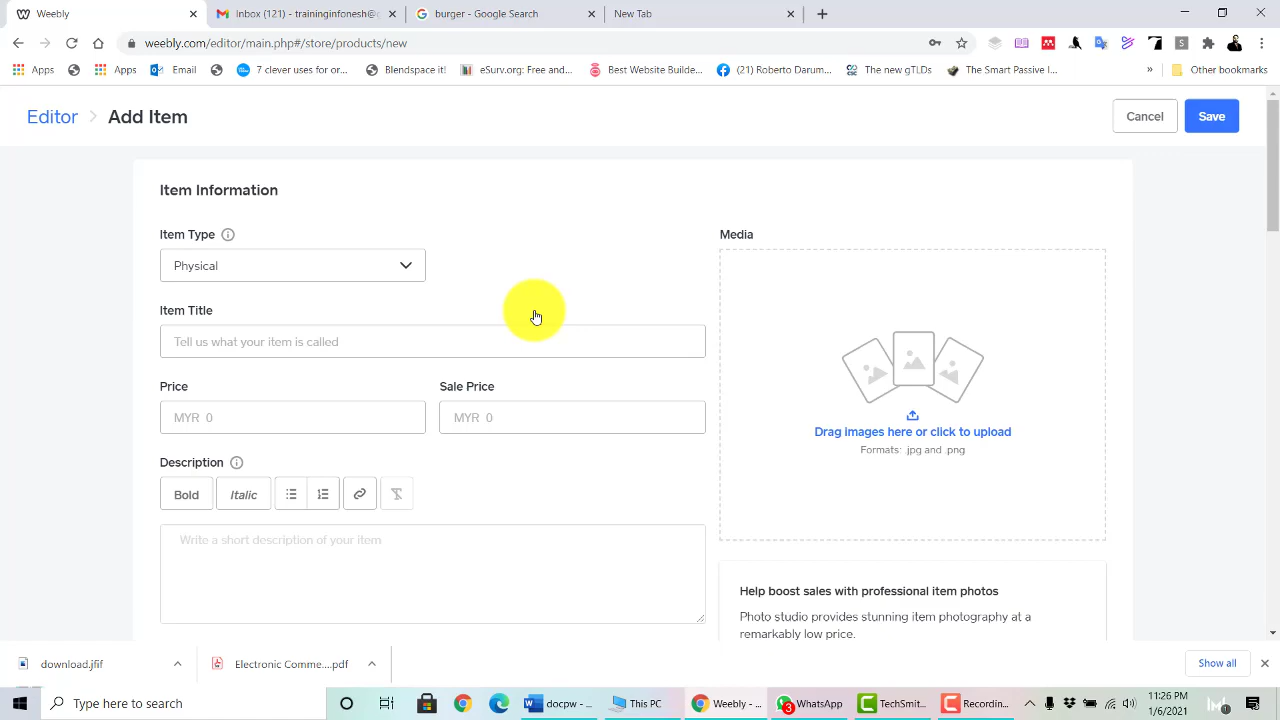 Weebly
Inbox (121) - traininginfonesh@g
burger - Google Search
New Tab
weebly.com/editor/main.php#/store/products/new
Apps
Apps
Email
7 clever uses for or...
Blendspace it!
eSurv.org: Free and...
Best Website Builde...
(21) Roberto Darum...
The new gTLDs
The Smart Passive I...
»
Other bookmarks
Editor > Add Item
Cancel
Save
Item Information
Item Type
Media
Physical
Item Title
Tell us what your item is called
Price
Sale Price
MYR 0
MYR 0
Drag images here or click to upload
Formats: .jpg and .png
Description
Bold
Italic
Write a short description of your item
Help boost sales with professional item photos
Photo studio provides stunning item photography at a
remarkably low price.
download.jfif
Electronic Comme....pdf
Show all
Type here to search
docpw - ...
This PC
Weebly - ...
WhatsApp
3
TechSmit...
Recordin...
11:26 PM
1/6/2021